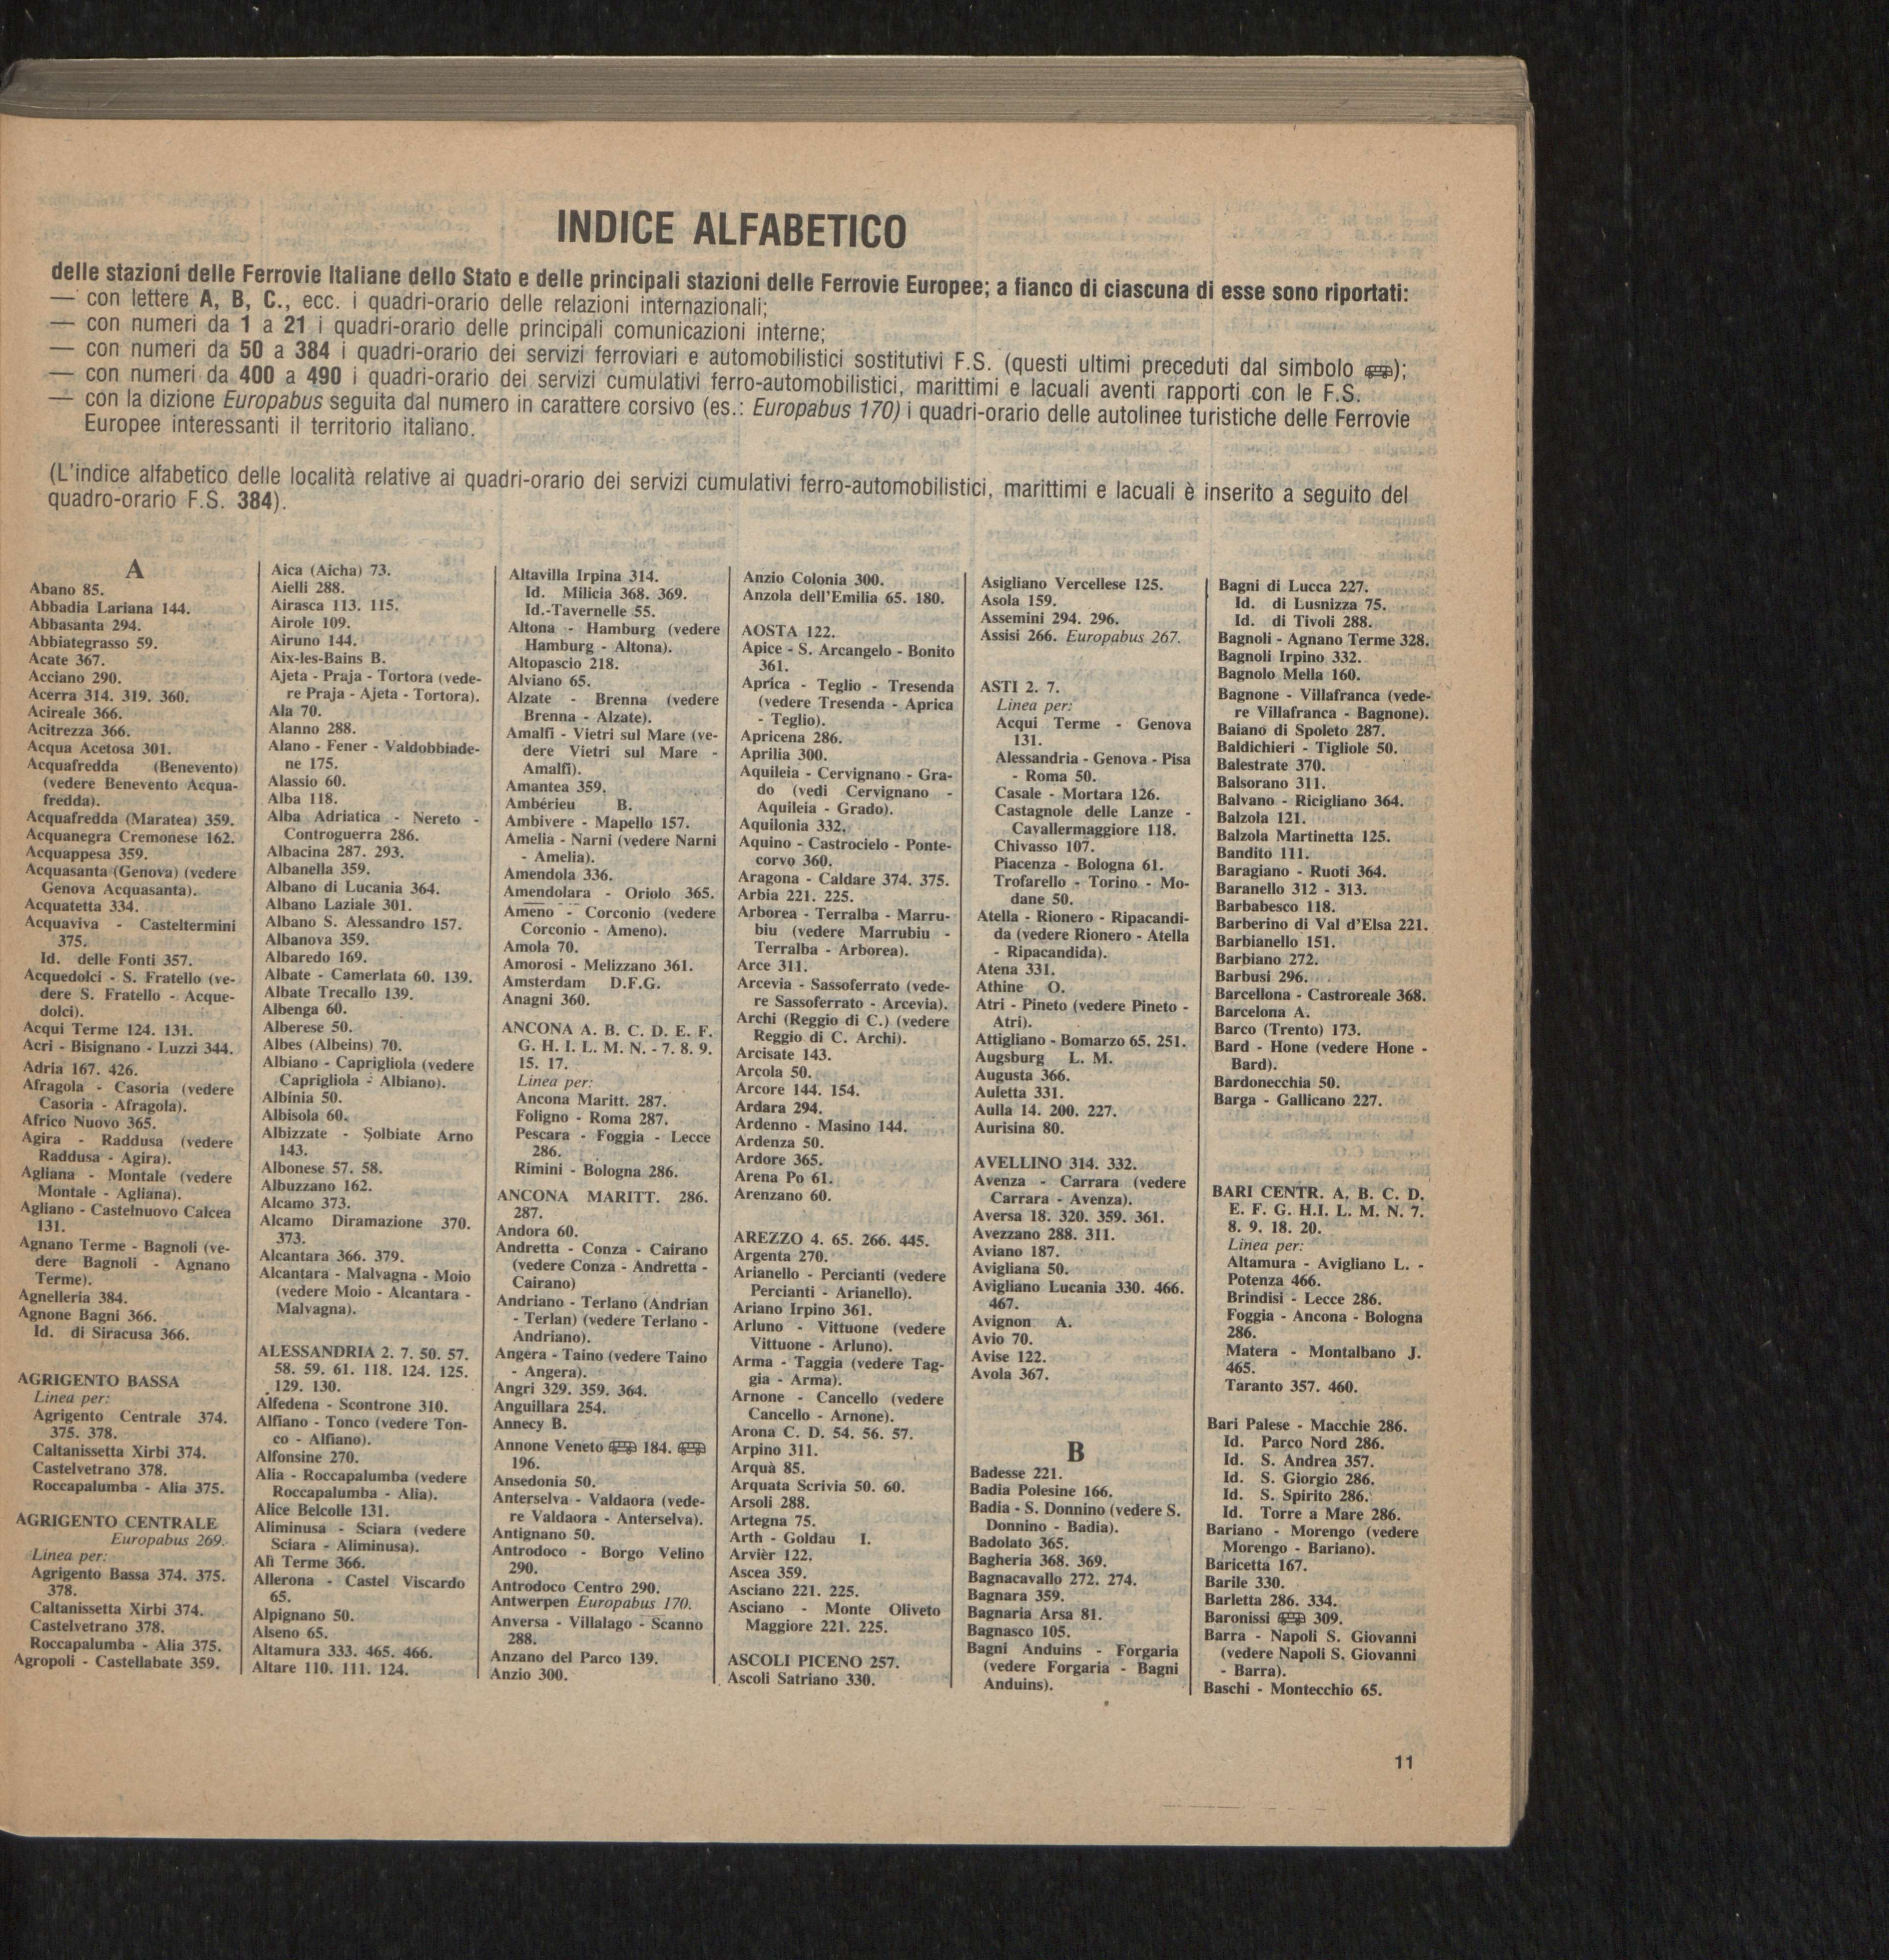 INDICE ALFABETICO
delle stazioni delle Ferrovie Italiane dello Stato e delle principali stazioni delle Ferrovie Europee; a fianco di ciascuna di esse sono riportati:
— con lettere A, B, C., ecc. i quadri-orario delle relazioni internazionali;
— con numeri da 1 a 21 i quadri-orario delle principali comunicazioni interne;
— con numeri da 50 a 384 i quadri-orario dei servizi ferroviari e automobilistici sostitutivi F.S. (questi ultimi preceduti dal simbolo );
— con numeri da 400 a 490 i quadri-orario dei servizi cumulativi ferro-automobilistici, marittimi e lacuali aventi rapporti con le F.S.
— con la dizione Europabus seguita dal numero in carattere corsivo (es.: Europabus 170) i quadri-orario delle autolinee turistiche delle Ferrovie
Europee interessanti il territorio italiano.
(L'indice alfabetico delle località relative ai quadri-orario dei servizi cumulativi ferro-automobilistici, marittimi e lacuali è inserito a seguito del
quadro-orario F.S. 384).
A
Abano 85.
Abbadia Lariana 144.
Abbasanta 294.
Abbiategrasso 59.
Acate 367.
Acciano 290.
Acerra 314. 319. 360.
Acireale 366.
Acitrezza 366.
Acqua Acetosa 301.
Acquafredda (Benevento)
(vedere Benevento Acqua-
fredda).
Acquafredda (Maratea) 359.
Acquanegra Cremonese 162.
Acquappesa 359.
Acquasanta (Genova) (vedere
Genova Acquasanta).
Acquatetta 334.
Acquaviva - Casteltermini
375.
Id. delle Fonti 357.
Acquedolci - S. Fratello (ve-
dere S. Fratello - Acque-
dolci).
Acqui Terme 124. 131.
Acri - Bisignano - Luzzi 344.
Adria 167. 426.
Afragola - Casoria (vedere
Casoria - Afragola).
Africo Nuovo 365.
Agira - Raddusa (vedere
Raddusa - Agira).
Agliana - Montale (vedere
Montale - Agliana).
Agliano - Castelnuovo Calcea
131.
Agnano Terme - Bagnoli (ve-
dere Bagnoli - Agnano
Terme).
Agnelleria 384.
Agnone Bagni 366.
Id. di Siracusa 366.
AGRIGENTO BASSA
Linea per:
Agrigento Centrale 374.
375. 378.
Caltanissetta Xirbi 374.
Castelvetrano 378.
Roccapalumba - Alia 375.
AGRIGENTO CENTRALE
Europabus 269.
Linea per:
Agrigento Bassa 374. 375.
378.
Caltanissetta Xirbi 374.
Castelvetrano 378.
Roccapalumba - Alia 375.
Agropoli - Castellabate 359.
Aica (Aicha) 73.
Aielli 288.
Airasca 113. 115.
Airole 109.
Airuno 144.
Aix-les-Bains B.
Ajeta - Praja - Tortora (vede-
re Praja - Ajeta - Tortora).
Ala 70.
Alanno 288.
Alano - Fener - Valdobbiade-
ne 175.
Alassio 60.
Alba 118.
Alba Adriatica - Nereto -
Controguerra 286.
Albacina 287. 293.
Albanella 359.
Albano di Lucania 364.
Albano Laziale 301.
Albano S. Alessandro 157.
Albanova 359.
Albaredo 169.
Albate - Camerlata 60. 139.
Albate Trecallo 139.
Albenga 60.
Alberese 50.
Albes (Albeins) 70.
Albiano - Caprigliola (vedere
Caprigliola - Albiano).
Albinia 50.
Albisola 60.
Albizzate - Solbiate Arno
143.
Albonese 57. 58.
Albuzzano 162.
Alcamo 373.
Alcamo Diramazione 370.
373.
Alcantara 366. 379.
Alcantara - Malvagna - Moio
(vedere Moio - Alcantara -
Malvagna).
ALESSANDRIA 2. 7. 50. 57.
58. 59. 61. 118. 124. 125.
129. 130.
Alfedena - Scontrone 310.
Alfiano - Tonco (vedere Ton-
co - Alfiano).
Alfonsine 270.
Alia - Roccapalumba (vedere
Roccapalumba - Alia).
Alice Belcolle 131.
Aliminusa - Sciara (vedere
Sciara - Aliminusa).
Alì Terme 366.
Allerona - Castel Viscardo
65.
Alpignano 50.
Alseno 65.
Altamura 333. 465. 466.
Altare 110. 111. 124.
Altavilla Irpina 314.
Id. Milicia 368. 369.
Id.-Tavernelle 55.
Altona - Hamburg (vedere
Hamburg - Altona).
Altopascio 218.
Alviano 65.
Alzate - Brenna (vedere
Brenna - Alzate).
Amalfi - Vietri sul Mare (ve-
dere Vietri sul Mare -
Amalfi).
Amantea 359.
Ambérieu B.
Ambivere - Mapello 157.
Amelia - Narni (vedere Narni
- Amelia).
Amendola 336.
Amendolara - Oriolo 365.
Ameno - Corconio (vedere
Corconio - Ameno).
Amola 70.
Amorosi - Melizzano 361.
Amsterdam D.F.G.
Anagni 360.
ANCONA A. B. C. D. E. F.
G. H. I. L. M. N. - 7. 8. 9.
15. 17.
Linea per:
Ancona Maritt. 287.
Foligno - Roma 287.
Pescara - Foggia - Lecce
286.
Rimini - Bologna 286.
ANCONA MARITT. 286.
287.
Andora 60.
Andretta - Conza - Cairano
(vedere Conza - Andretta -
Cairano)
Andriano - Terlano (Andrian
- Terlan) (vedere Terlano -
Andriano).
Angera - Taino (vedere Taino
- Angera).
Angri 329. 359. 364.
Anguillara 254.
Annecy B.
Annone Veneto 184.
196.
Ansedonia 50.
Anterselva - Valdaora (vede-
re Valdaora - Anterselva).
Antignano 50.
Antrodoco - Borgo Velino
290.
Antrodoco Centro 290.
Antwerpen Europabus 170.
Anversa - Villalago - Scanno
288.
Anzano del Parco 139.
Anzio 300.
Anzio Colonia 300.
Anzola dell'Emilia 65. 180.
AOSTA 122.
Apice - S. Arcangelo - Bonito
361.
Aprica - Teglio - Tresenda
(vedere Tresenda - Aprica
- Teglio).
Apricena 286.
Aprilia 300.
Aquileia - Cervignano - Gra-
do (vedi Cervignano -
Aquileia - Grado).
Aquilonia 332.
Aquino - Castrocielo - Ponte-
corvo 360.
Aragona - Caldare 374. 375.
Arbia 221. 225.
Arborea - Terralba - Marru-
biu (vedere Marrubiu -
Terralba - Arborea).
Arce 311.
Arcevia - Sassoferrato (vede-
re Sassoferrato - Arcevia).
Archi (Reggio di C.) (vedere
Reggio di C. Archi).
Arcisate 143.
Arcola 50.
Arcore 144. 154.
Ardara 294.
Ardenno - Masino 144.
Ardenza 50.
Ardore 365.
Arena Po 61.
Arenzano 60.
AREZZO 4. 65. 266. 445.
Argenta 270.
Arianello - Percianti (vedere
Percianti - Arianello).
Ariano Irpino 361.
Arluno - Vittuone (vedere
Vittuone - Arluno).
Arma - Taggia (vedere Tag-
gia - Arma).
Arnone - Cancello (vedere
Cancello - Arnone).
Arona C. D. 54. 56. 57.
Arpino 311.
Arquà 85.
Arquata Scrivia 50. 60.
Arsoli 288.
Artegna 75.
Arth - Goldau I.
Arvièr 122.
Ascea 359.
Asciano 221. 225.
Asciano - Monte Oliveto
Maggiore 221. 225.
ASCOLI PICENO 257.
Ascoli Satriano 330.
Asigliano Vercellese 125.
Asola 159.
Assemini 294. 296.
Assisi 266. Europabus 267.
ASTI 2. 7.
Linea per:
Acqui Terme - Genova
131.
Alessandria - Genova - Pisa
- Roma 50.
Casale - Mortara 126.
Castagnole delle Lanze -
Cavallermaggiore 118.
Chivasso 107.
Piacenza - Bologna 61.
Trofarello - Torino - Mo-
dane 50.
Atella - Rionero - Ripacandi-
da (vedere Rionero - Atella
- Ripacandida).
Atena 331.
Athine O.
Atri - Pineto (vedere Pineto -
Atri).
Attigliano - Bomarzo 65. 251.
Augsburg L. M.
Augusta 366.
Auletta 331.
Aulla 14. 200. 227.
Aurisina 80.
AVELLINO 314. 332.
Avenza - Carrara (vedere
Carrara - Avenza).
Aversa 18. 320. 359. 361.
Avezzano 288. 311.
Aviano 187.
Avigliana 50.
Avigliano Lucania 330. 466.
467.
Avignon A.
Avio 70.
Avise 122.
Avola 367.
B
Badesse 221.
Badia Polesine 166.
Badia - S. Donnino (vedere S.
Donnino - Badia).
Badolato 365.
Bagheria 368. 369.
Bagnacavallo 272. 274.
Bagnara 359.
Bagnaria Arsa 81.
Bagnasco 105.
Bagni Anduins - Forgaria
(vedere Forgaria - Bagni
Anduins).
Bagni di Lucca 227.
Id. di Lusnizza 75.
Id. di Tivoli 288.
Bagnoli - Agnano Terme 328.
Bagnoli Irpino 332.
Bagnolo Mella 160.
Bagnone - Villafranca (vede-
re Villafranca - Bagnone).
Baiano di Spoleto 287.
Baldichieri - Tigliole 50.
Balestrate 370.
Balsorano 311.
Balvano - Ricigliano 364.
Balzola 121.
Balzola Martinetta 125.
Bandito 111.
Baragiano - Ruoti 364.
Baranello 312 - 313.
Barbabesco 118.
Barberino di Val d'Elsa 221.
Barbianello 151.
Barbiano 272.
Barbusi 296.
Barcellona - Castroreale 368.
Barcelona A.
Barco (Trento) 173.
Bard - Hone (vedere Hone -
Bard).
Bardonecchia 50.
Barga - Gallicano 227.
BARI CENTR. A. B. C. D.
E. F. G. H.I. L. M. N. 7.
8. 9. 18. 20.
Linea per:
Altamura - Avigliano L. -
Potenza 466.
Brindisi - Lecce 286.
Foggia - Ancona - Bologna
286.
Matera - Montalbano J.
465.
Taranto 357. 460.
Bari Palese - Macchie 286.
Id. Parco Nord 286.
Id. S. Andrea 357.
Id. S. Giorgio 286.
Id. S. Spirito 286.
Id. Torre a Mare 286.
Bariano - Morengo (vedere
Morengo - Bariano).
Baricetta 167.
Barile 330.
Barletta 286. 334.
Baronissi 309.
Barra - Napoli S. Giovanni
(vedere Napoli S. Giovanni
- Barra).
Baschi - Montecchio 65.
11